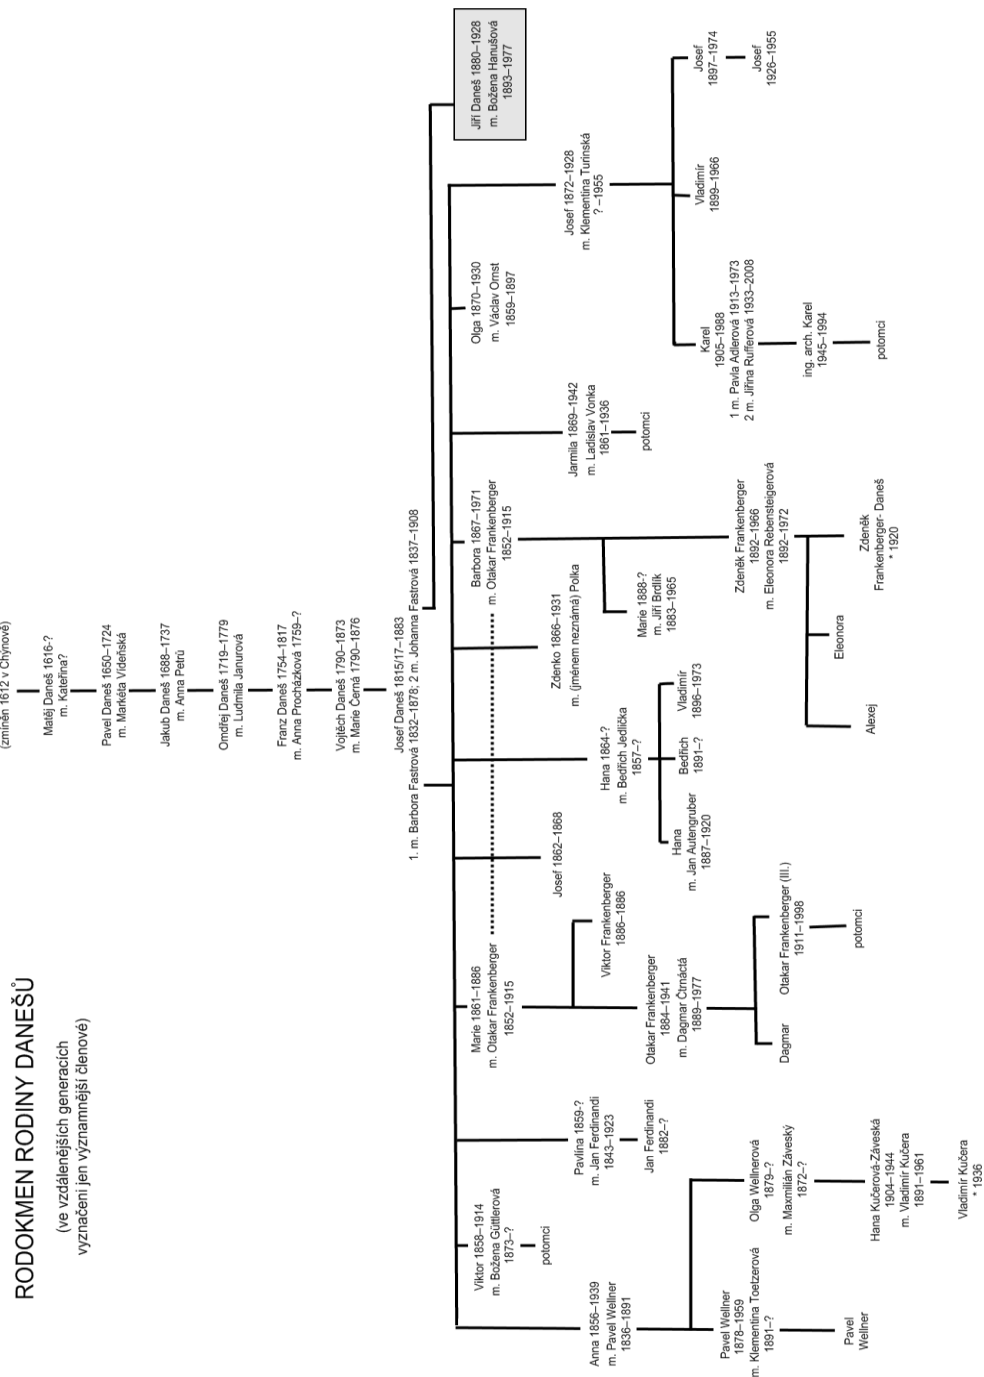 RODOKMEN RODINY DANEŠŮ
(ve vzdálenějších generacích
vyznačeni jen významnější členové)
(zmíněn 1612 v Chýnově)
Matěj Daneš 1616-?
m. Kateřina?
Pavel Daneš 1650–1724
m. Markéta Vídeňská
Jakub Daneš 1688–1737
m. Anna Petrů
Omdřej Daneš 1719–1779
m. Ludmila Janurová
Franz Daneš 1754–1817
m. Anna Procházková 1759–?
Vojtěch Daneš 1790–1873
m. Marie Černá 1790–1876
Josef Daneš 1815/17–1883
1. m. Barbora Fastrová 1832–1878; 2 m. Johanna Fastrová 1837–1908
Anna 1856–1939
m. Pavel Wellner
1836–1891
Pavel Wellner
1878–1959
m. Klementina Toetzerová
1891–?
Pavel
Wellner
Olga Wellnerová
1879–?
m. Maxmilián Záveský
1872–?
Hana Kučerová-Záveská
1904–1944
m. Vladimír Kučera
1891–1961
Vladimír Kučera
* 1936
Viktor 1858–1914
m. Božena Güttlerová
1873–?
potomci
Pavlína 1859-?
m. Jan Ferdinandi
1843–1923
Jan Ferdinandi
1882–?
Marie 1861–1886
m. Otakar Frankenberger
1852–1915
Otakar Frankenberger
1884–1941
m. Dagmar Čtrnáctá
1889–1977
Dagmar
Otakar Frankenberger (III.)
1911–1998
potomci
Viktor Frankenberger
1886–1886
Josef 1862–1868
Hana 1864-?
m. Bedřich Jedlička
1857–?
Hana
m. Jan Autengruber
1887–1920
Bedřich
1891–?
Vladimír
1896–1973
Zdenko 1866–1931
m. (jménem neznámá) Polka
Barbora 1867–1971
m. Otakar Frankenberger
1852–1915
Marie 1888-?
m. Jiří Brdlík
1883–1965
Zdeněk Frankenberger
1892–1966
m. Eleonora Rebensteigerová
1892–1972
Alexej
Eleonora
Zdeněk
Frankenberger- Daneš
* 1920
Jarmila 1869–1942
m. Ladislav Vonka
1861–1936
potomci
Olga 1870–1930
m. Václav Ornst
1859–1897
Josef 1872–1928
m. Klementina Turinská
? –1955
Karel
1905–1988
1 m. Pavla Adlerová 1913–1973
2 m. Jiřina Rufferová 1933–2008
ing. arch. Karel
1945–1994
potomci
Vladimír
1899–1966
Josef
1897–1974
Josef
1926–1955
Jiří Daneš 1880–1928
m. Božena Hanušová
1893–1977